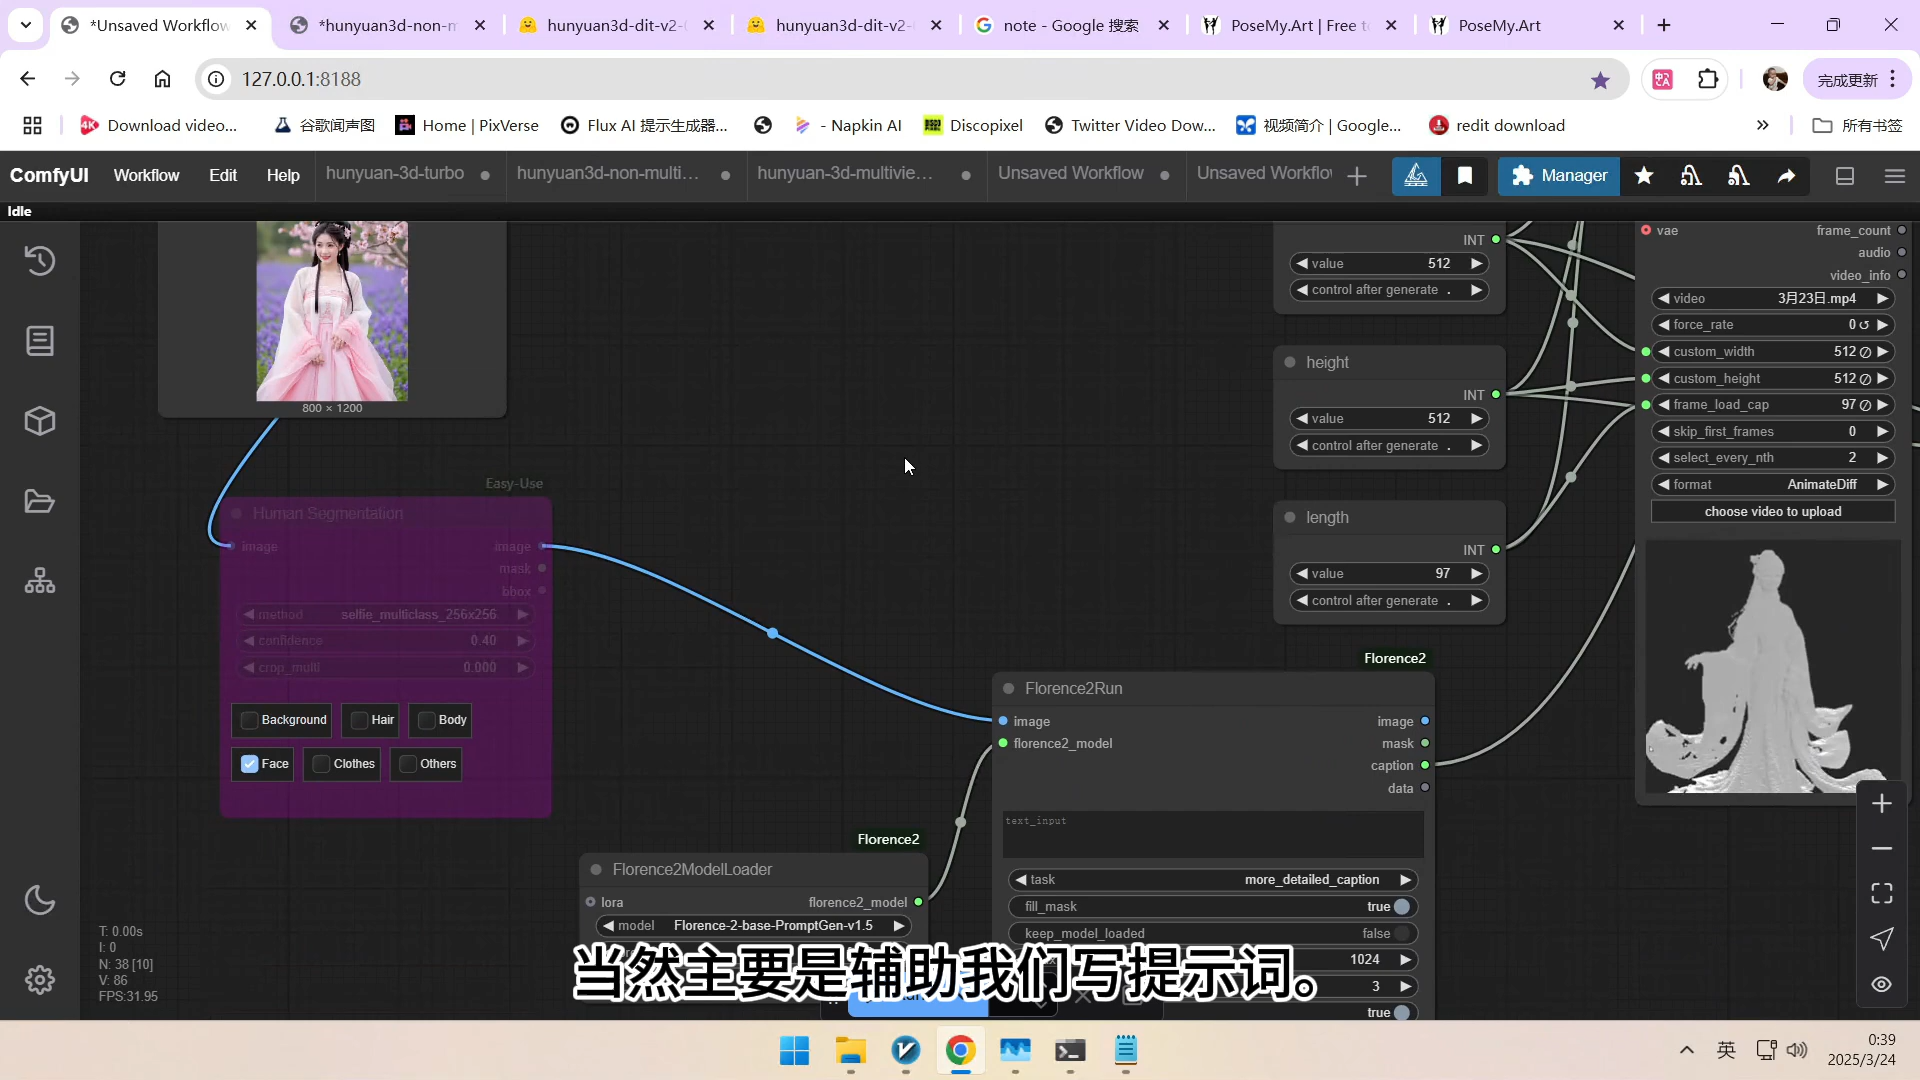 *Unsaved Workflow
*hunyuan3d-non-m
hunyuan3d-dit-v2-
hunyuan3d-dit-v2-
note - Google 搜索
PoseMy.Art | Free to
PoseMy.Art
127.0.0.1:8188
完成更新
Download video...
谷歌闻声图
Home | PixVerse
Flux AI 提示生成器...
- Napkin AI
Discopixel
Twitter Video Dow...
视频简介 | Google...
redit download
所有书签
ComfyUI
Workflow
Edit
Help
hunyuan-3d-turbo
hunyuan3d-non-multi...
hunyuan-3d-multivie...
Unsaved Workflow
Unsaved Workflo
Manager
Idle
800 × 1200
Easy-Use
Human Segmentation
image image
mask
bbox
method selfie_multiclass_256x256
confidence 0.40
crop_multi 0.000
Background Hair Body
Face Clothes Others
Florence2
Florence2ModelLoader
lora florence2_model
model Florence-2-base-PromptGen-v1.5
Florence2
Florence2Run
image image
florence2_model mask
caption
data
text_input
task more_detailed_caption
fill_mask true
keep_model_loaded false
1024
3
true
INT
value 512
control after generate .
height
INT
value 512
control after generate .
length
INT
value 97
control after generate .
vae frame_count
audio
video_info
video 3月23日.mp4
force_rate 0
custom_width 512
custom_height 512
frame_load_cap 97
skip_first_frames 0
select_every_nth 2
format AnimateDiff
choose video to upload
T: 0.00s
I: 0
N: 38 [10]
V: 86
FPS:31.95
当然主要是辅助我们写提示词。
英
0:39
2025/3/24